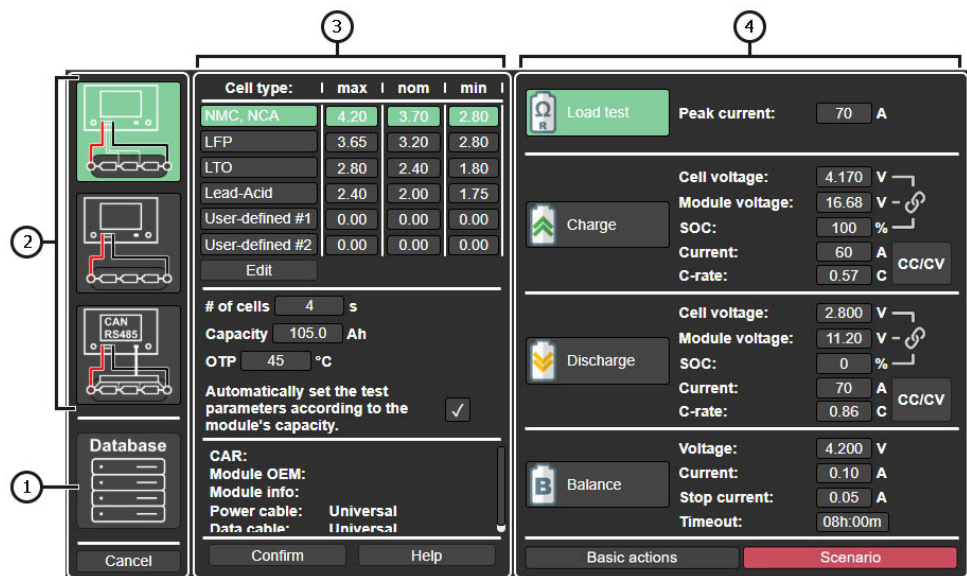 3
4
2
1
CAN
RS485
Database
Cancel
Cell type: max nom min
NMC, NCA 4.20 3.70 2.80
LFP 3.65 3.20 2.80
LTO 2.80 2.40 1.80
Lead-Acid 2.40 2.00 1.75
User-defined #1 0.00 0.00 0.00
User-defined #2 0.00 0.00 0.00
Edit
# of cells 4 s
Capacity 105.0 Ah
OTP 45 °C
Automatically set the test
parameters according to the
module's capacity.
✓
CAR:
Module OEM:
Module info:
Power cable: Universal
Data cable: Universal
Confirm Help
Ω
R
Load test Peak current: 70 A
Charge
Cell voltage: 4.170 V
Module voltage: 16.68 V
SOC: 100 %
Current: 60 A
C-rate: 0.57 C
CC/CV
Discharge
Cell voltage: 2.800 V
Module voltage: 11.20 V
SOC: 0 %
Current: 70 A
C-rate: 0.86 C
CC/CV
B
Balance
Voltage: 4.200 V
Current: 0.10 A
Stop current: 0.05 A
Timeout: 08h:00m
Basic actions Scenario